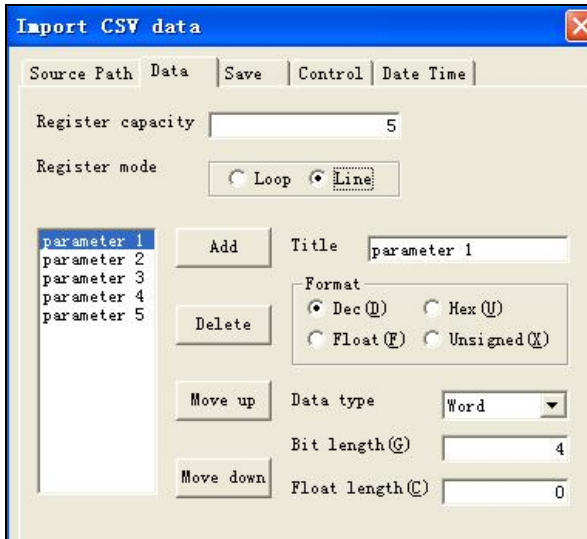 Import CSV data
Source Path Data Save Control Date Time
Register capacity 5
Register mode Loop Line
parameter 1
parameter 2
parameter 3
parameter 4
parameter 5
Add
Delete
Move up
Move down
Title parameter 1
Format
Dec(D) Hex(U)
Float(F) Unsigned(X)
Data type Word
Bit length(G) 4
Float length(C) 0